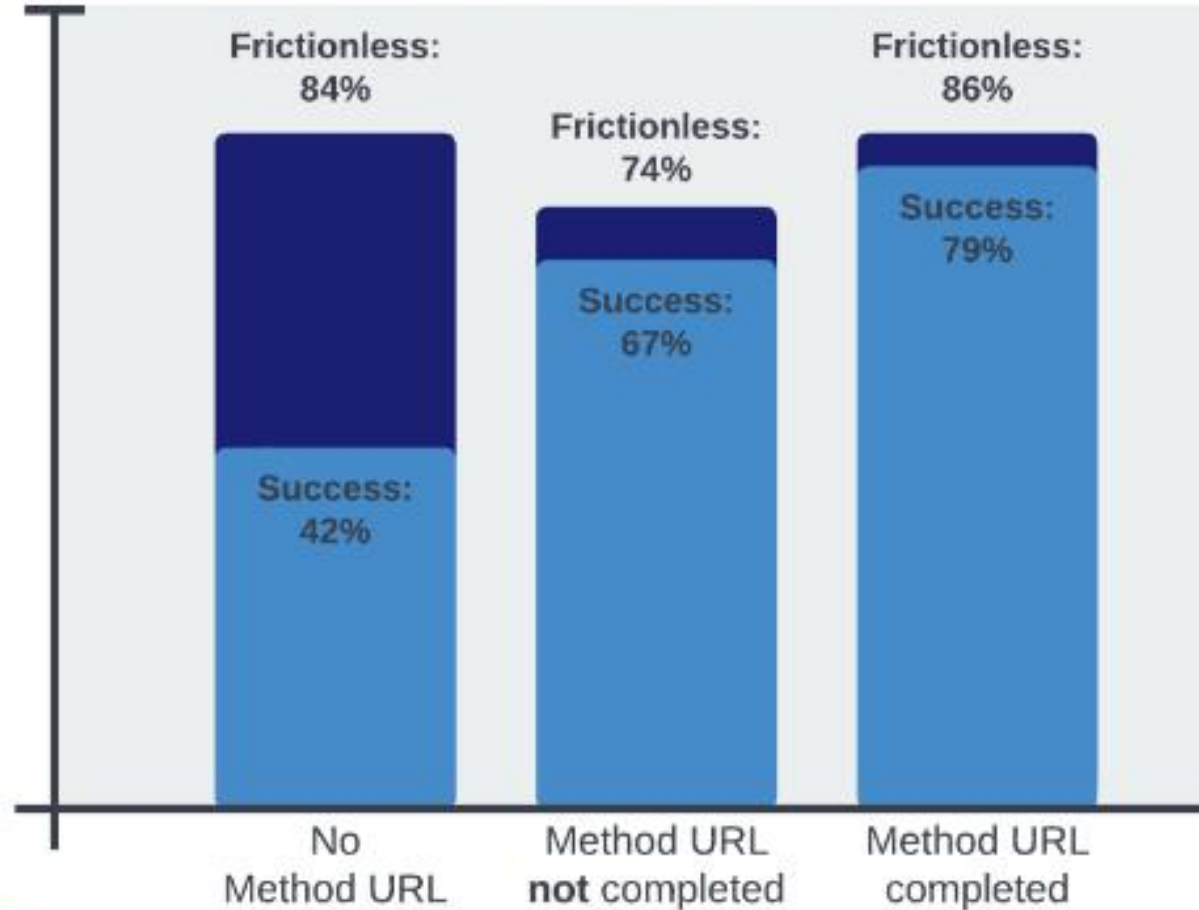 Frictionless:
84%
Success:
42%
No
Method URL
Frictionless:
74%
Success:
67%
Method URL
not completed
Frictionless:
86%
Success:
79%
Method URL
completed